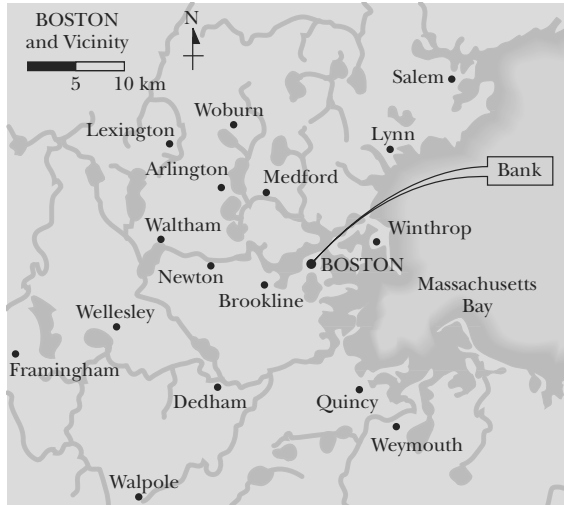 BOSTON
and Vicinity
N
5 10 km
Salem
Woburn
Lexington
Lynn
Arlington
Medford
Bank
Waltham
Winthrop
BOSTON
Newton
Brookline
Massachusetts
Bay
Wellesley
Framingham
Dedham
Quincy
Weymouth
Walpole